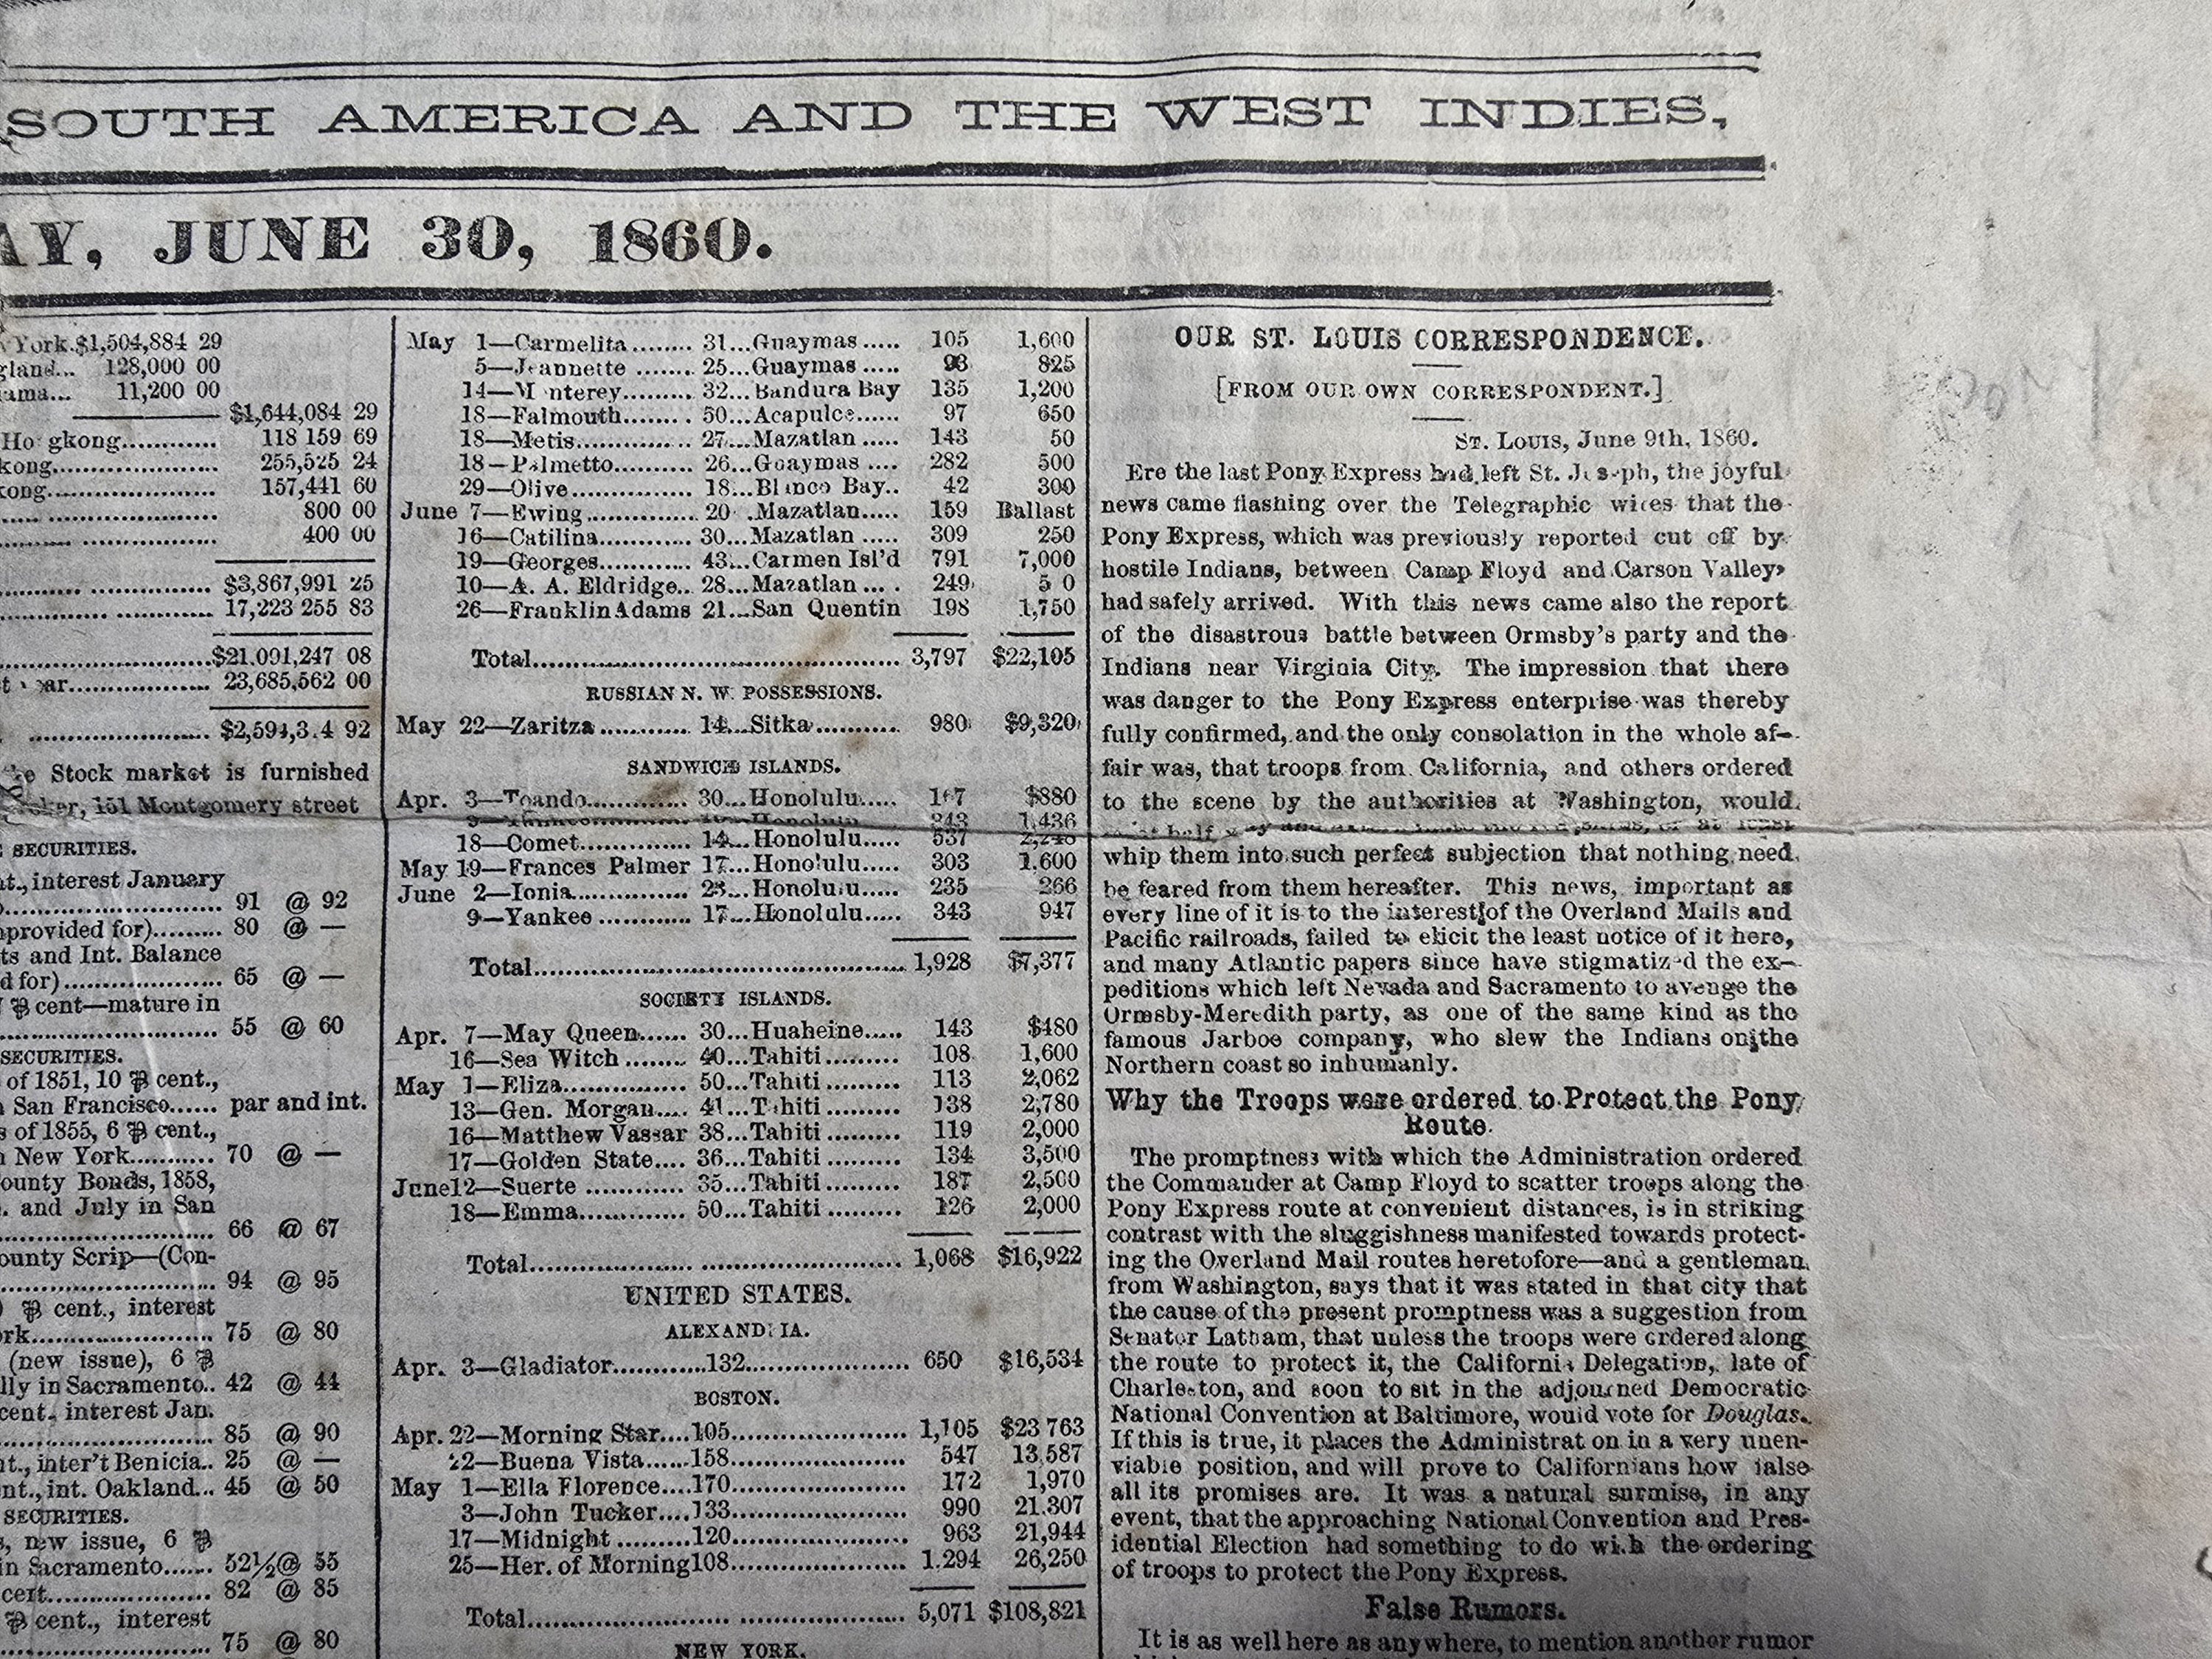 SOUTH AMERICA AND THE WEST INDIES,
AY, JUNE 30, 1860.
York. $1,504,884 29
gland... 128,000 00
ama... 11,200 00
$1,644,084 29
Ho gkong............ 118 159 69
kong.................... 255,525 24
kong.................... 157,441 60
...... .................... 800 00
...... .................... 400 00
.................... $3,867,991 25
.................... 17,223 255 83
....................$21.091,247 08
ar.................... 23,685,562 00
.................... $2,594,3.4 92
e Stock market is furnished
151 Montgomery street
SECURITIES.
nt., interest January
.................... 91 @ 92
provided for)......... 80 @ —
ts and Int. Balance
d for).................... 65 @ —
℔ cent—mature in
.................... 55 @ 60
SECURITIES.
of 1851, 10 ℔ cent.,
San Francisco...... par and int.
s of 1855, 6 ℔ cent.,
New York........... 70 @ —
ounty Bonds, 1858,
. and July in San
.................... 66 @ 67
ounty Scrip—(Con-
.................... 94 @ 95
℔ cent., interest
ork.................... 75 @ 80
(new issue), 6 ℔
lly in Sacramento.. 42 @ 44
cent., interest Jan.
.................... 85 @ 90
nt., inter't Benicia.. 25 @ —
nt., int. Oakland... 45 @ 50
SECURITIES.
, new issue, 6 ℔
in Sacramento...... 52½@ 55
cert.................... 82 @ 85
℔ cent., interest
.................... 75 @ 80
May 1—Carmelita........ 31...Guaymas ..... 105 1,600
5—Jeannette ........ 25...Guaymas ..... 93 825
14—M nterey......... 32...Bandura Bay 135 1,200
18—Falmouth........ 50...Acapulco...... 97 650
18—Metis.............. 27...Mazatlan ..... 143 50
18—Palmetto.......... 26...Guaymas .... 282 500
29—Olive............... 18...Blanco Bay.. 42 300
June 7—Ewing.............. 20 .Mazatlan..... 159 Ballast
16—Catilina........... 30...Mazatlan ..... 309 250
19—Georges............ 43...Carmen Isl'd 791 7,000
10—A. A. Eldridge.. 28...Mazatlan ... . 249 5 0
26—FranklinAdams 21...San Quentin 198 1,750
Total.................................... 3,797 $22,105
RUSSIAN N. W. POSSESSIONS.
May 22—Zaritza ............ 14...Sitka.......... 980 $9,320
SANDWICH ISLANDS.
Apr. 3—Toando............. 30...Honolulu..... 1 7 $880
243 1,436
18—Comet.............. 14...Honolulu..... 537 2,248
May 19—Frances Palmer 17...Honolulu..... 303 1.600
June 2—Ionia............... 23...Honolulu..... 235 266
9—Yankee ............ 17...Honolulu..... 343 947
Total.................................... 1,928 $7,377
SOCIETY ISLANDS.
Apr. 7—May Queen...... 30...Huaheine..... 143 $480
16—Sea Witch ........ 40...Tahiti ......... 108 1,600
May 1—Eliza............... 50...Tahiti ......... 113 2,062
13—Gen. Morgan.... 41...T hiti ......... 138 2,780
16—Matthew Vassar 38...Tahiti ......... 119 2,000
17—Golden State.... 36...Tahiti ......... 134 3,500
June12—Suerte ............ 35...Tahiti ......... 187 2,500
18—Emma............. 50...Tahiti ......... 126 2,000
Total.................................... 1,068 $16,922
UNITED STATES.
ALEXAND IA.
Apr. 3—Gladiator...........132.................. 650 $16,534
BOSTON.
Apr. 22—Morning Star....105................... 1,105 $23 763
22—Buena Vista......158................... 547 13,587
May 1—Ella Florence....170................... 172 1,970
3—John Tucker....133................... 990 21.307
17—Midnight .........120................... 963 21,944
25—Her. of Morning108................... 1.294 26,250
Total.................................... 5,071 $108,821
NEW YORK.
OUR ST. LOUIS CORRESPONDENCE.
[FROM OUR OWN CORRESPONDENT.]
ST. LOUIS, June 9th, 1860.
Ere the last Pony Express had left St. Joseph, the joyful
news came flashing over the Telegraphic wires that the
Pony Express, which was previously reported cut off by
hostile Indians, between Camp Floyd and Carson Valley,
had safely arrived. With this news came also the report
of the disastrous battle between Ormsby's party and the
Indians near Virginia City. The impression that there
was danger to the Pony Express enterprise was thereby
fully confirmed, and the only consolation in the whole af-
fair was, that troops from California, and others ordered
to the scene by the authorities at Washington, would
half way and
whip them into such perfect subjection that nothing need
be feared from them hereafter. This news, important as
every line of it is to the interest of the Overland Mails and
Pacific railroads, failed to elicit the least notice of it here,
and many Atlantic papers since have stigmatized the ex-
peditions which left Nevada and Sacramento to avenge the
Ormsby-Meredith party, as one of the same kind as the
famous Jarboe company, who slew the Indians on the
Northern coast so inhumanly.
Why the Troops were ordered to Protect the Pony
Route.
The promptness with which the Administration ordered
the Commander at Camp Floyd to scatter troops along the
Pony Express route at convenient distances, is in striking
contrast with the sluggishness manifested towards protect-
ing the Overland Mail routes heretofore—and a gentleman
from Washington, says that it was stated in that city that
the cause of the present promptness was a suggestion from
Senator Latham, that unless the troops were ordered along
the route to protect it, the California Delegation, late of
Charleston, and soon to sit in the adjourned Democratic
National Convention at Baltimore, would vote for Douglas.
If this is true, it places the Administrat on in a very unen-
viable position, and will prove to Californians how false
all its promises are. It was a natural surmise, in any
event, that the approaching National Convention and Pres-
idential Election had something to do with the ordering
of troops to protect the Pony Express.
False Rumors.
It is as well here as anywhere, to mention another rumor